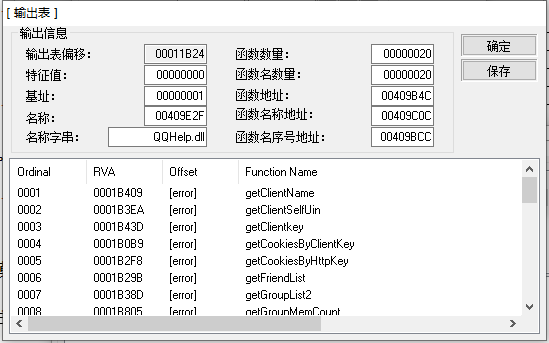 [ 输出表 ]
输出信息
输出表偏移： 00011B24 函数数量： 00000020
特征值： 00000000 函数名数量： 00000020
基址： 00000001 函数地址： 00409B4C
名称： 00409E2F 函数名称地址： 00409C0C
名称字串： QQHelp.dll 函数名序号地址： 00409BCC
确定
保存
Ordinal RVA Offset Function Name
0001 0001B409 [error] getClientName
0002 0001B3EA [error] getClientSelfUin
0003 0001B43D [error] getClientkey
0004 0001B0B9 [error] getCookiesByClientKey
0005 0001B2F8 [error] getCookiesByHttpKey
0006 0001B29B [error] getFriendList
0007 0001B38D [error] getGroupList2
0008 0001B805 [error] getGroupMemCount